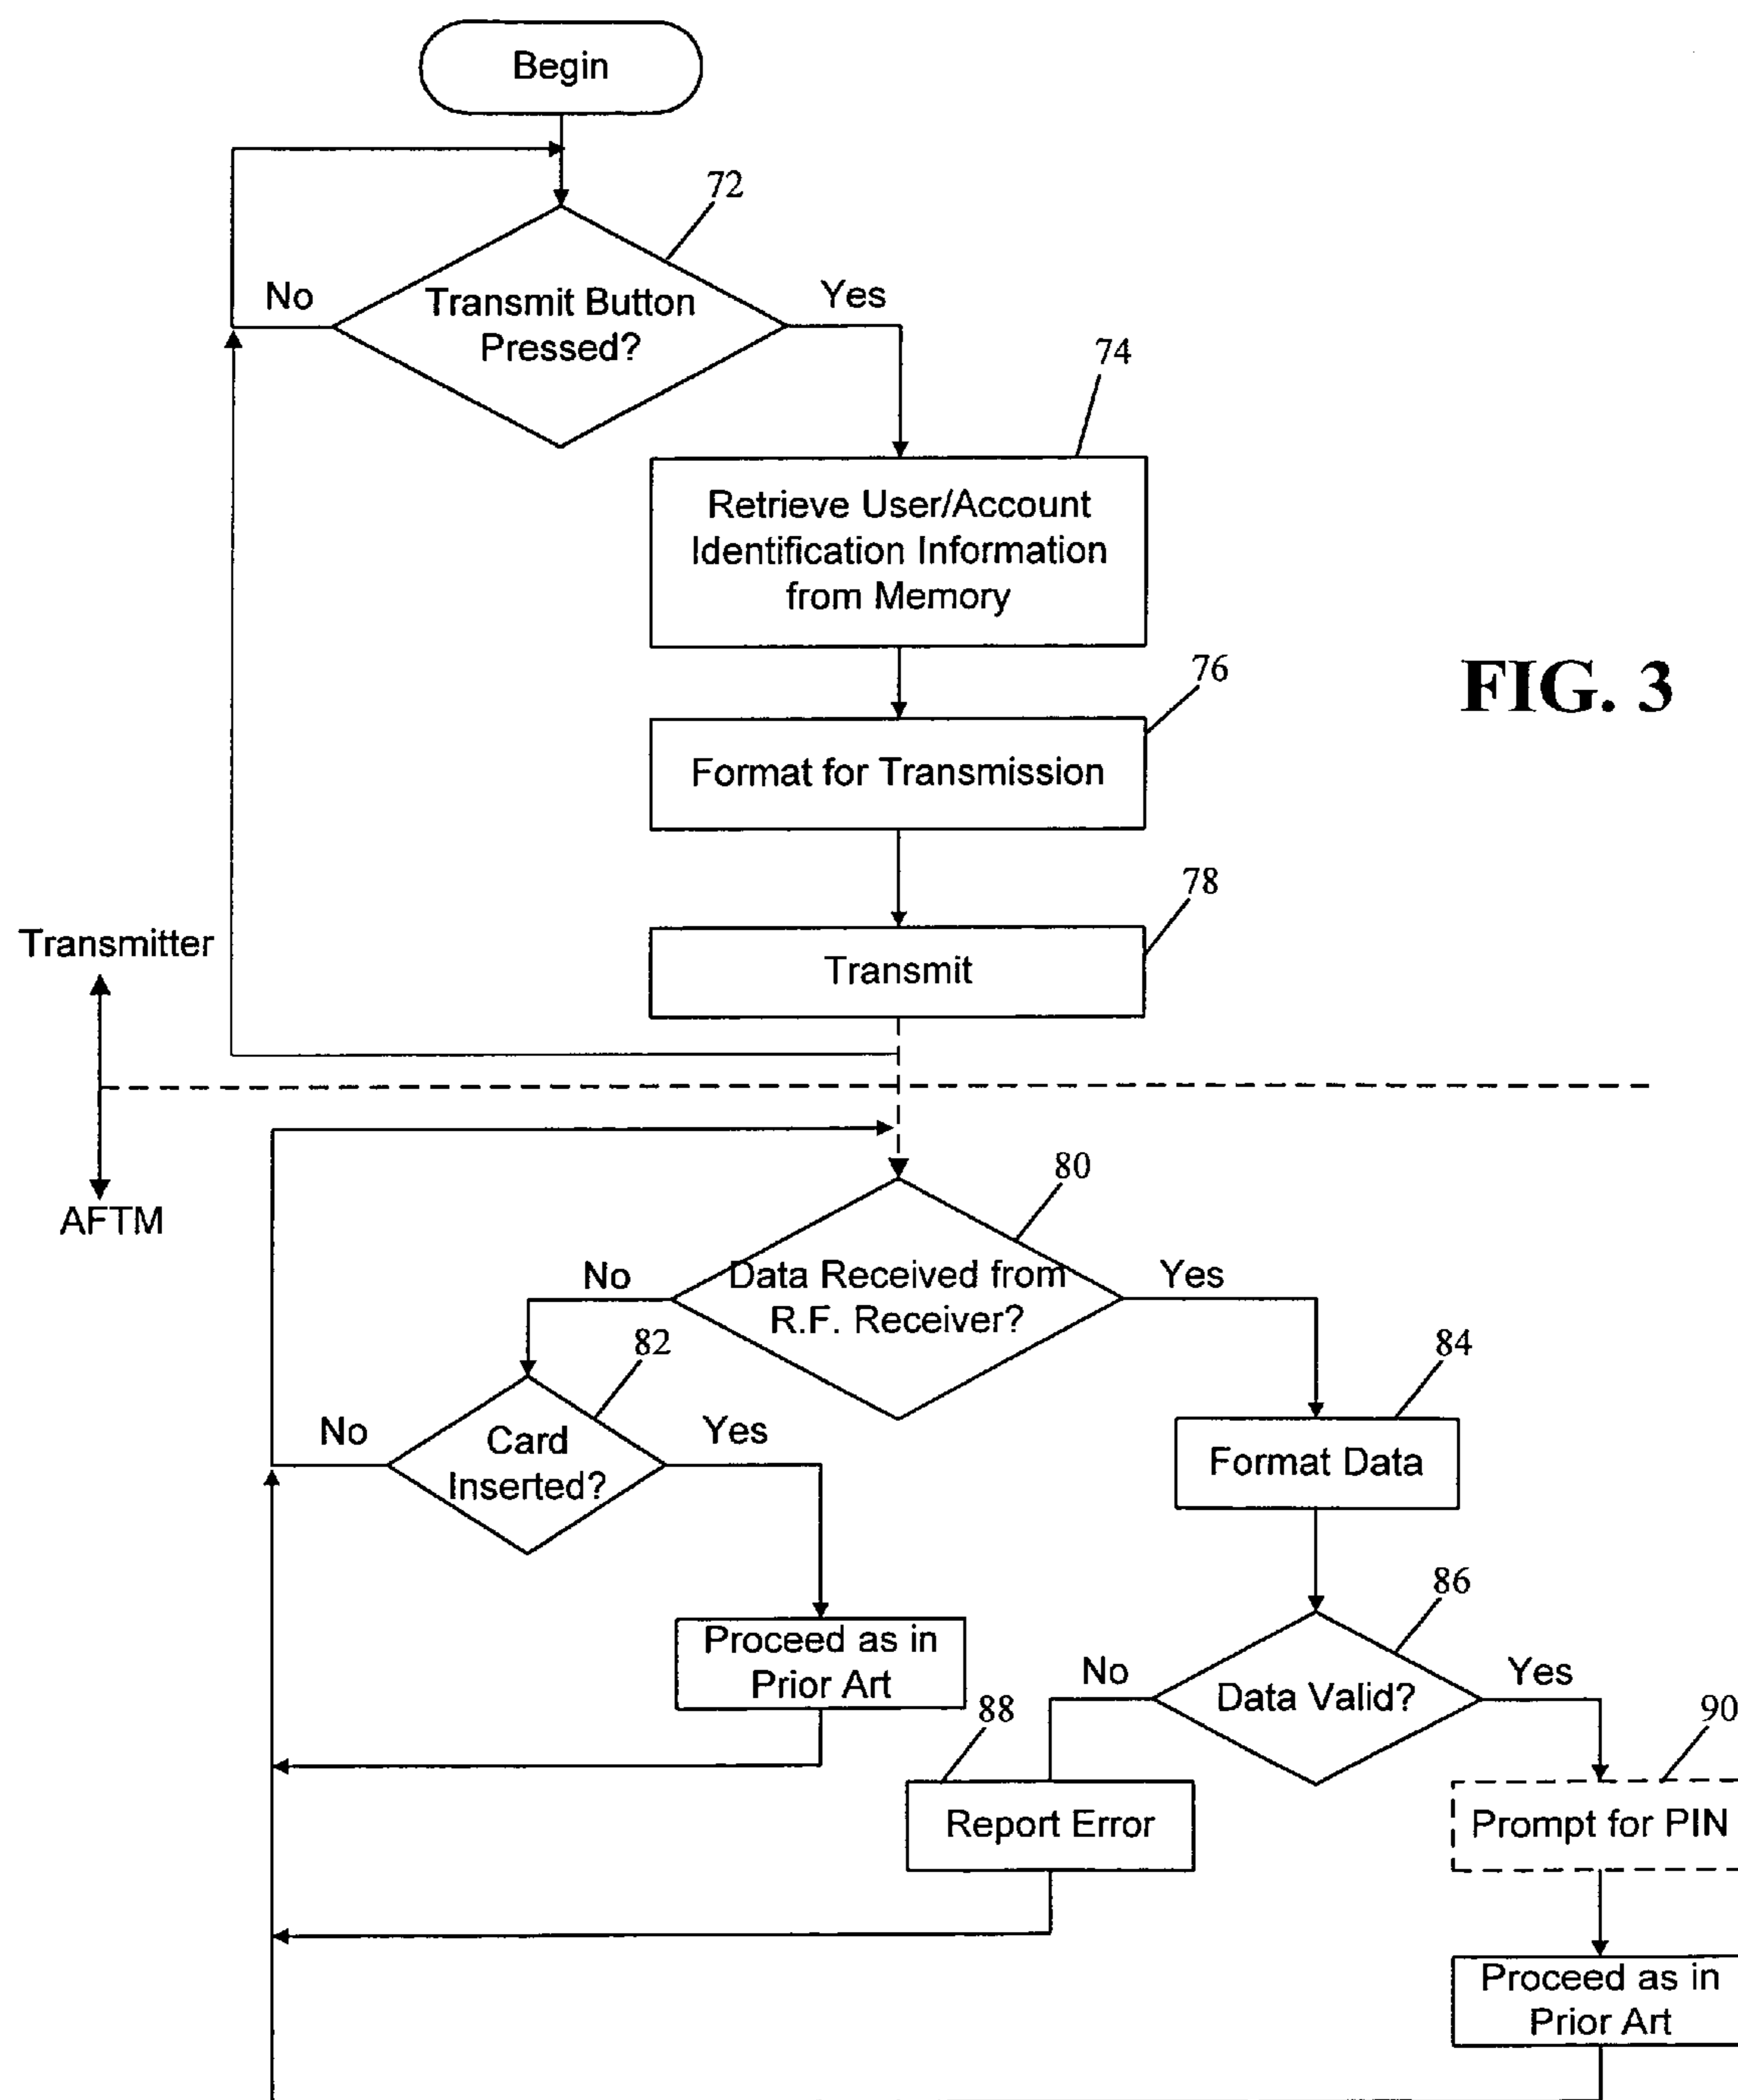 Begin
72
No
Transmit Button
Pressed?
Yes
74
Retrieve User/Account
Identification Information
from Memory
76
FIG. 3
Format for Transmission
78
Transmitter
Transmit
AFTM
80
No
Data Received from
R.F. Receiver?
Yes
82
84
No
Card
Inserted?
Yes
Format Data
86
Proceed as in
Prior Art
No
Data Valid?
Yes
88
90
Report Error
Prompt for PIN
Proceed as in
Prior Art